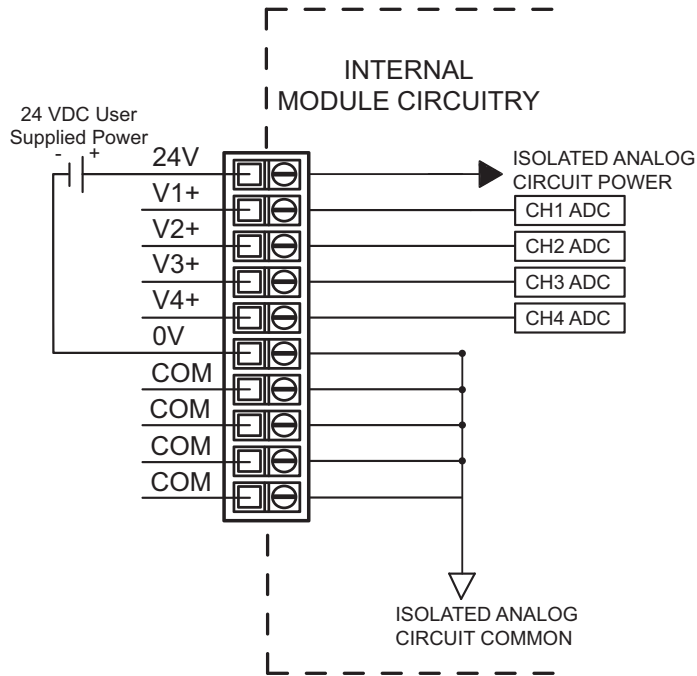 INTERNAL
MODULE CIRCUITRY
24 VDC User
Supplied Power
- +
24V
V1+
V2+
V3+
V4+
0V
COM
COM
COM
COM
ISOLATED ANALOG
CIRCUIT POWER
CH1 ADC
CH2 ADC
CH3 ADC
CH4 ADC
ISOLATED ANALOG
CIRCUIT COMMON